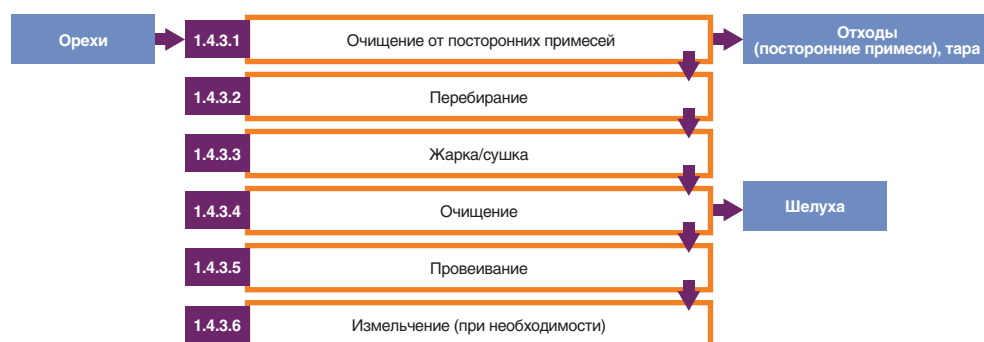 Орехи
1.4.3.1
Очищение от посторонних примесей
Отходы
(посторонние примеси), тара
1.4.3.2
Перебирание
1.4.3.3
Жарка/сушка
1.4.3.4
Очищение
Шелуха
1.4.3.5
Провеивание
1.4.3.6
Измельчение (при необходимости)